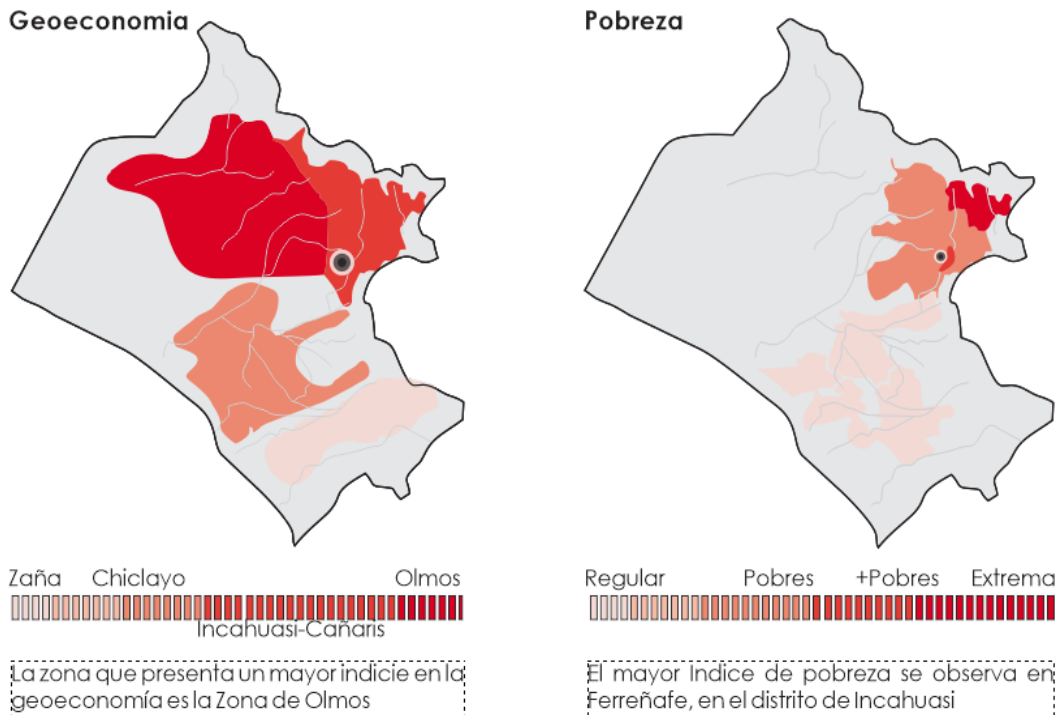 Geoeconomia
Zaña Chiclayo Olmos
Incahuasi-Cañaris
La zona que presenta un mayor indicie en la
geoeconomía es la Zona de Olmos
Pobreza
Regular Pobres +Pobres Extrema
El mayor Indice de pobreza se observa en
Ferreñafe, en el distrito de Incahuasi